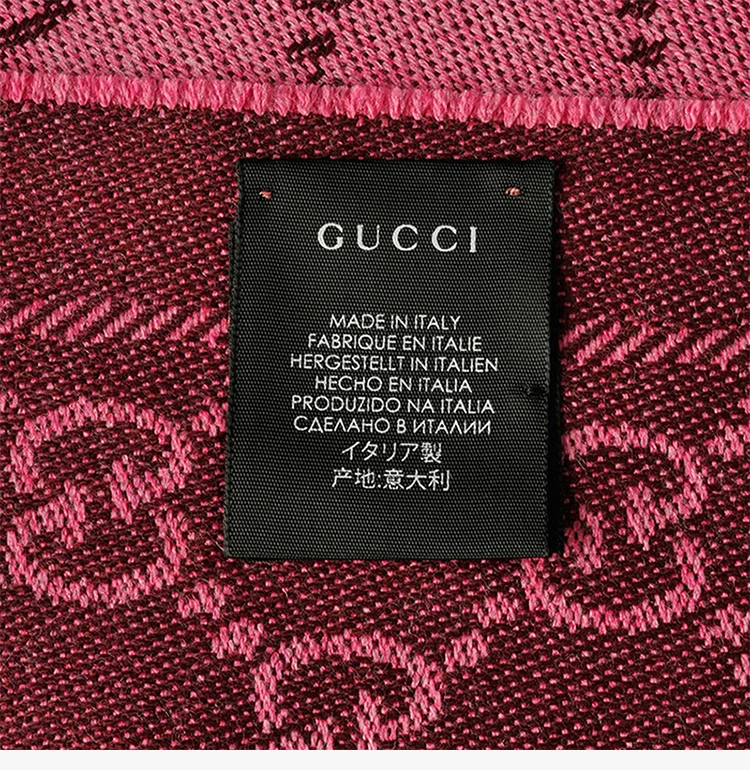 GUCCI
MADE IN ITALY
FABRIQUE EN ITALIE
HERGESTELLT IN ITALIEN
HECHO EN ITALIA
PRODUZIDO NA ITALIA
СДЕЛАНО В ИТАЛИИ
イタリア製
产地:意大利